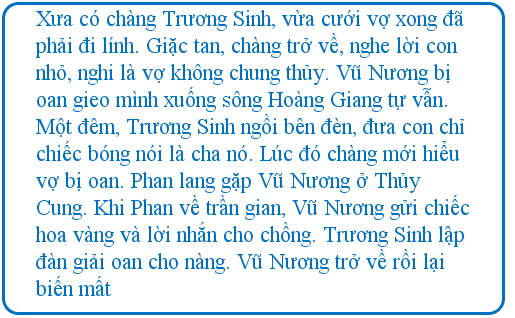 Xưa có chàng Trương Sinh, vừa cưới vợ xong đã
phải đi lính. Giặc tan, chàng trở về, nghe lời con
nhỏ, nghi là vợ không chung thủy. Vũ Nương bị
oan gieo mình xuống sông Hoàng Giang tự vẫn.
Một đêm, Trương Sinh ngồi bên đèn, đưa con chỉ
chiếc bóng nói là cha nó. Lúc đó chàng mới hiểu
vợ bị oan. Phan lang gặp Vũ Nương ở Thủy
Cung. Khi Phan về trần gian, Vũ Nương gửi chiếc
hoa vàng và lời nhắn cho chồng. Trương Sinh lập
đàn giải oan cho nàng. Vũ Nương trở về rồi lại
biến mất